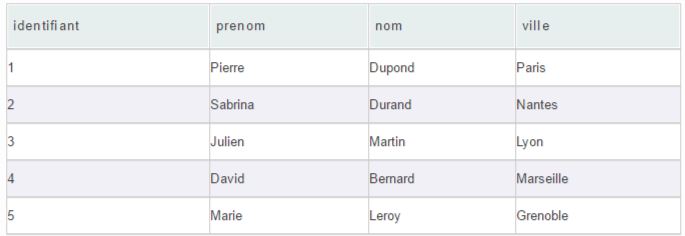 identifiant prenom nom ville
1 Pierre Dupond Paris
2 Sabrina Durand Nantes
3 Julien Martin Lyon
4 David Bernard Marseille
5 Marie Leroy Grenoble